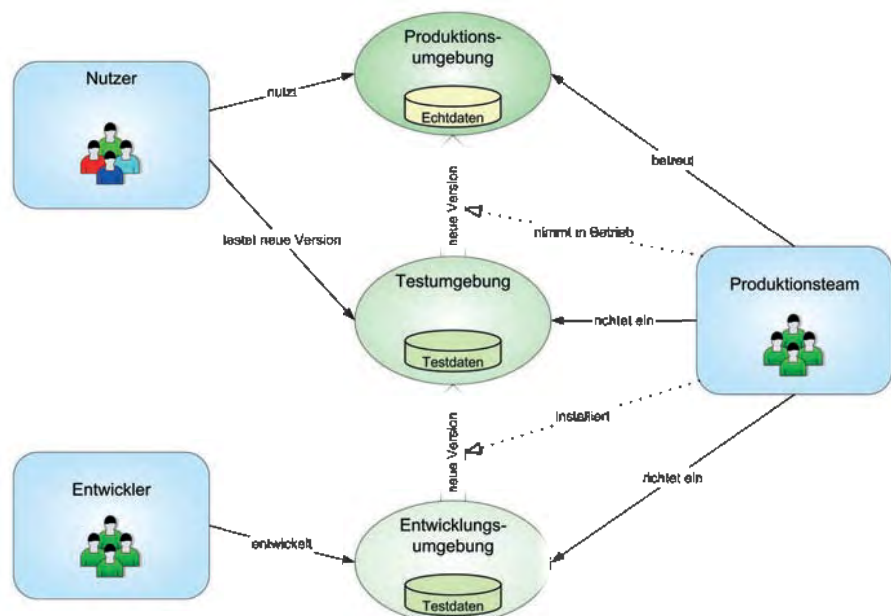 Produktions-
umgebung
Echtdaten
Nutzer
nutzt
betreut
testet neue Version
neue Version
nimmt in Betrieb
Testumgebung
Testdaten
richtet ein
Produktionsteam
neue Version
installiert
richtet ein
Entwickler
entwickelt
Entwicklungs-
umgebung
Testdaten